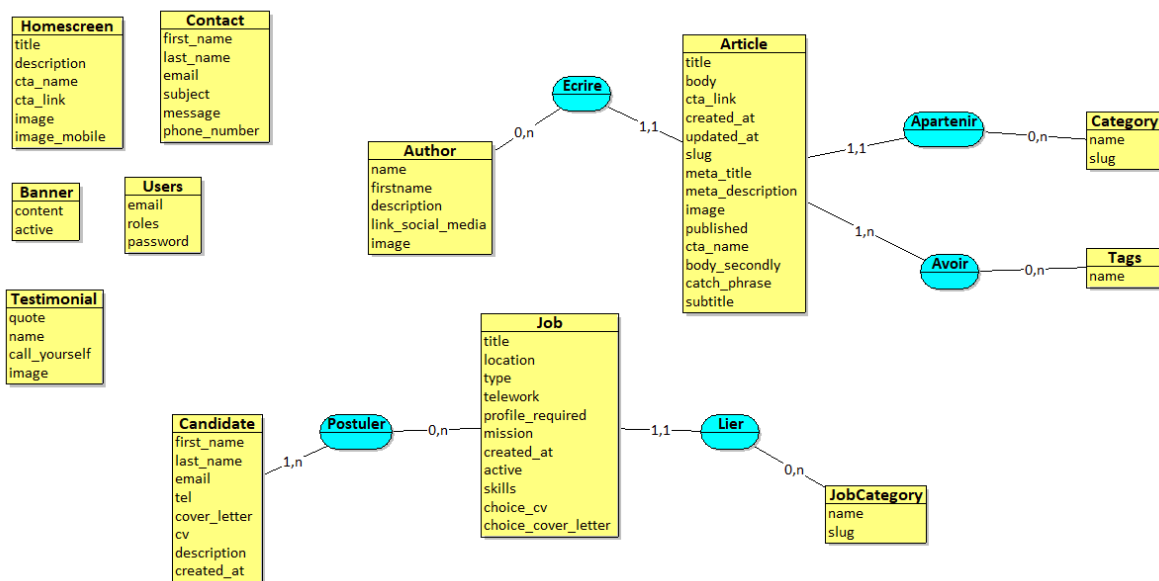 Homescreen
title
description
cta_name
cta_link
image
image_mobile
Contact
first_name
last_name
email
subject
message
phone_number
Banner
content
active
Users
email
roles
password
Testimonial
quote
name
call_yourself
image
Author
name
firstname
description
link_social_media
image
0,n
Ecrire
1,1
Article
title
body
cta_link
created_at
updated_at
slug
meta_title
meta_description
image
published
cta_name
body_secondly
catch_phrase
subtitle
1,1
Apartenir
0,n
Category
name
slug
1,n
Avoir
0,n
Tags
name
Candidate
first_name
last_name
email
tel
cover_letter
cv
description
created_at
1,n
Postuler
0,n
Job
title
location
type
telework
profile_required
mission
created_at
active
skills
choice_cv
choice_cover_letter
1,1
Lier
0,n
JobCategory
name
slug